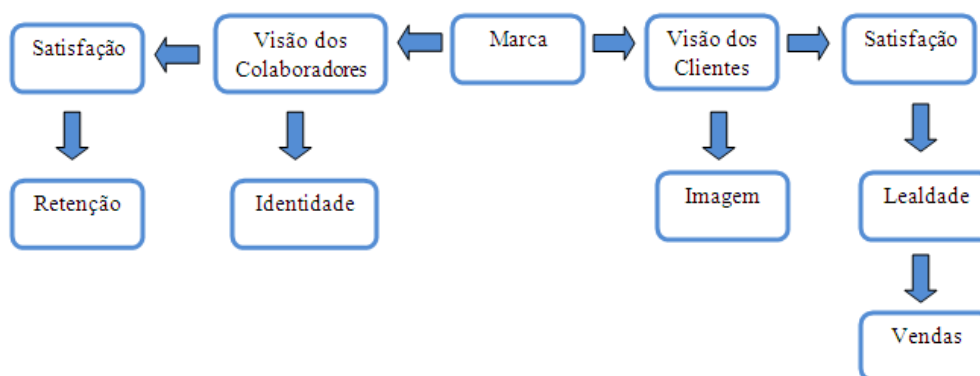 Satisfação
Visão dos
Colaboradores
Marca
Visão dos
Clientes
Satisfação
Retenção
Identidade
Imagem
Lealdade
Vendas